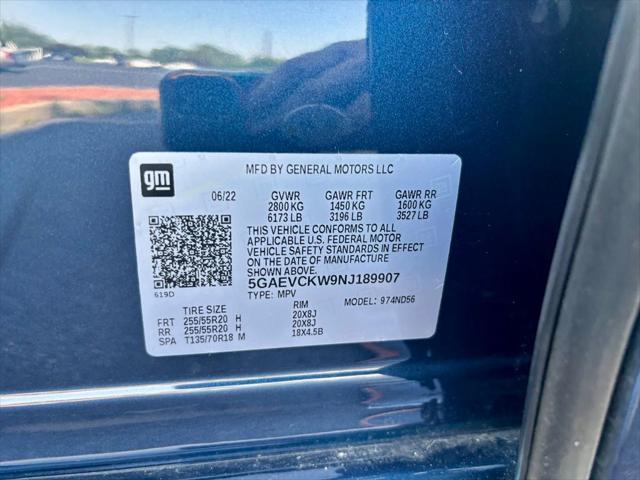 MFD BY GENERAL MOTORS LLC
gm
06/22 GVWR GAWR FRT GAWR RR
2800 KG 1450 KG 1600 KG
6173 LB 3196 LB 3527 LB
THIS VEHICLE CONFORMS TO ALL
APPLICABLE U.S. FEDERAL MOTOR
VEHICLE SAFETY STANDARDS IN EFFECT
ON THE DATE OF MANUFACTURE
SHOWN ABOVE.
5GAEVCKW9NJ189907
619D TYPE: MPV MODEL: 974ND56
TIRE SIZE RIM
FRT 255/55R20 H 20X8J
RR 255/55R20 H 20X8J
SPA T135/70R18 M 18X4.5B